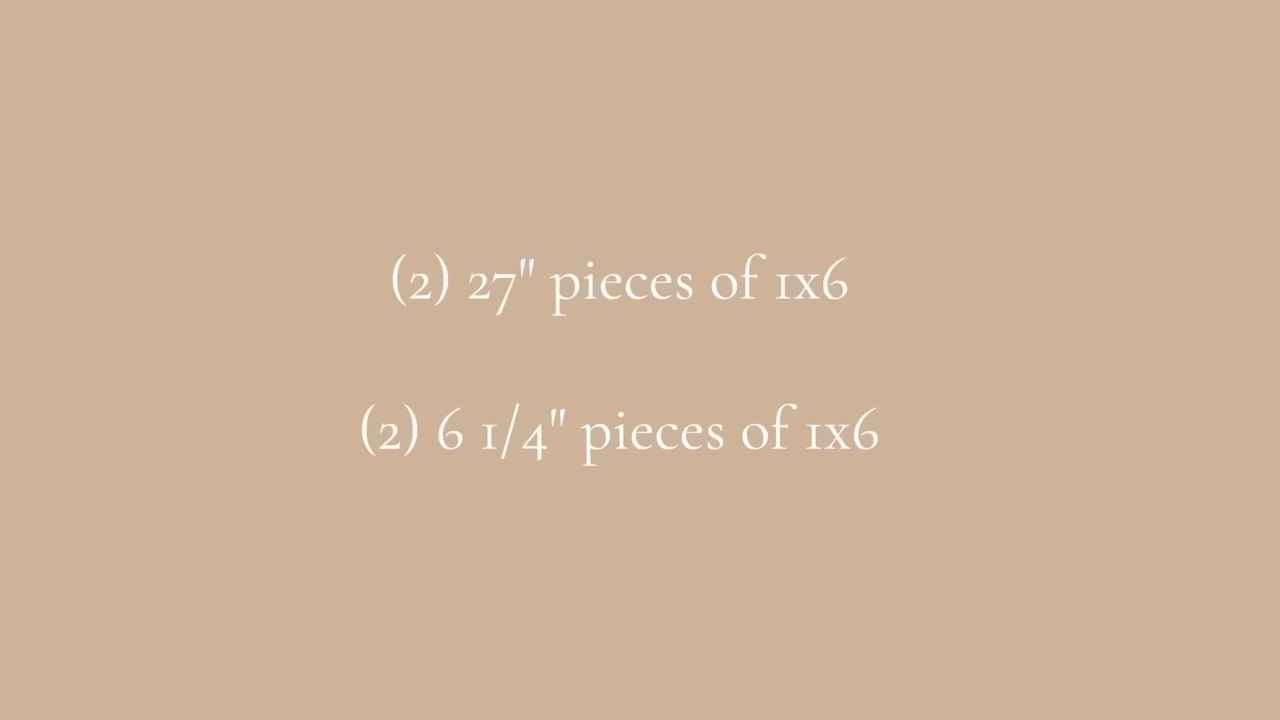 (2) 27" pieces of 1x6
(2) 6 1/4" pieces of 1x6